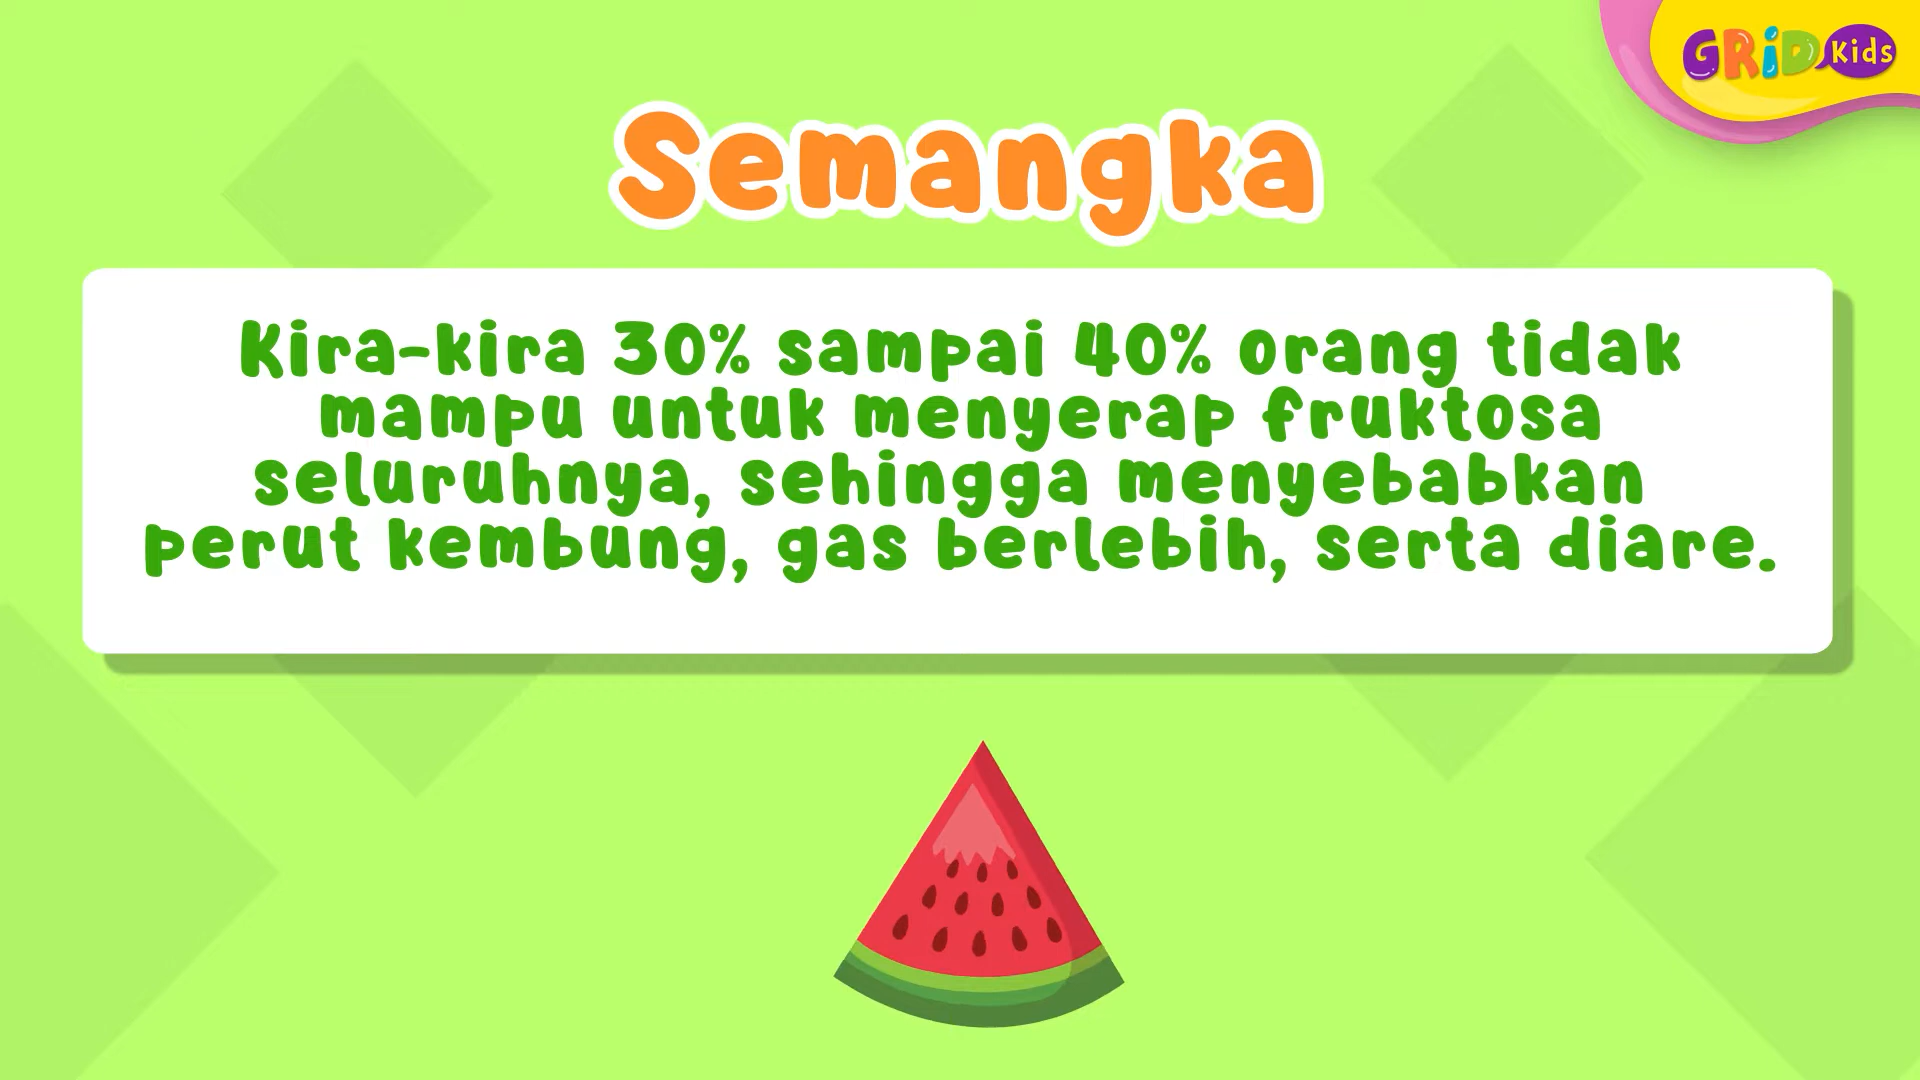 GRiD Kids
Semangka
Kira-kira 30% sampai 40% orang tidak
mampu untuk menyerap fruktosa
seluruhnya, sehingga menyebabkan
perut kembung, gas berlebih, serta diare.